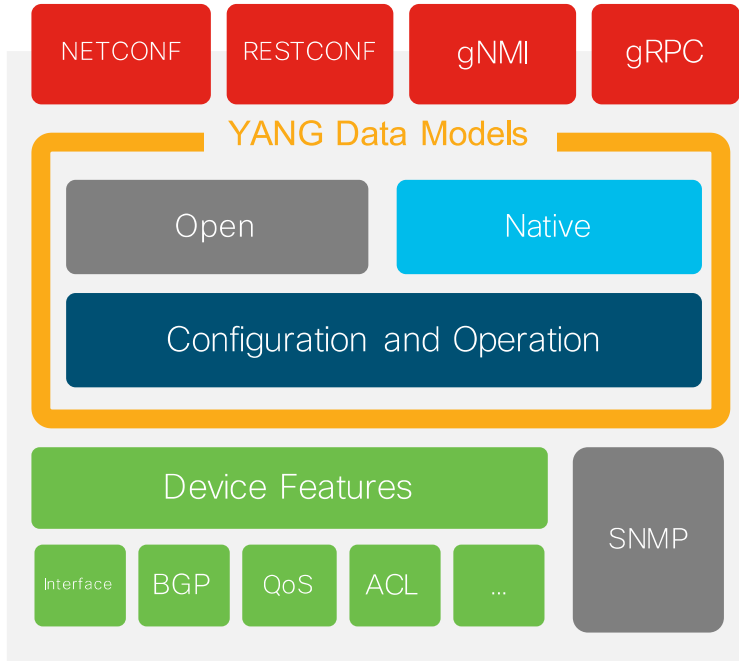 NETCONF
RESTCONF
gNMI
gRPC
YANG Data Models
Open
Native
Configuration and Operation
Device Features
SNMP
Interface
BGP
QoS
ACL
...